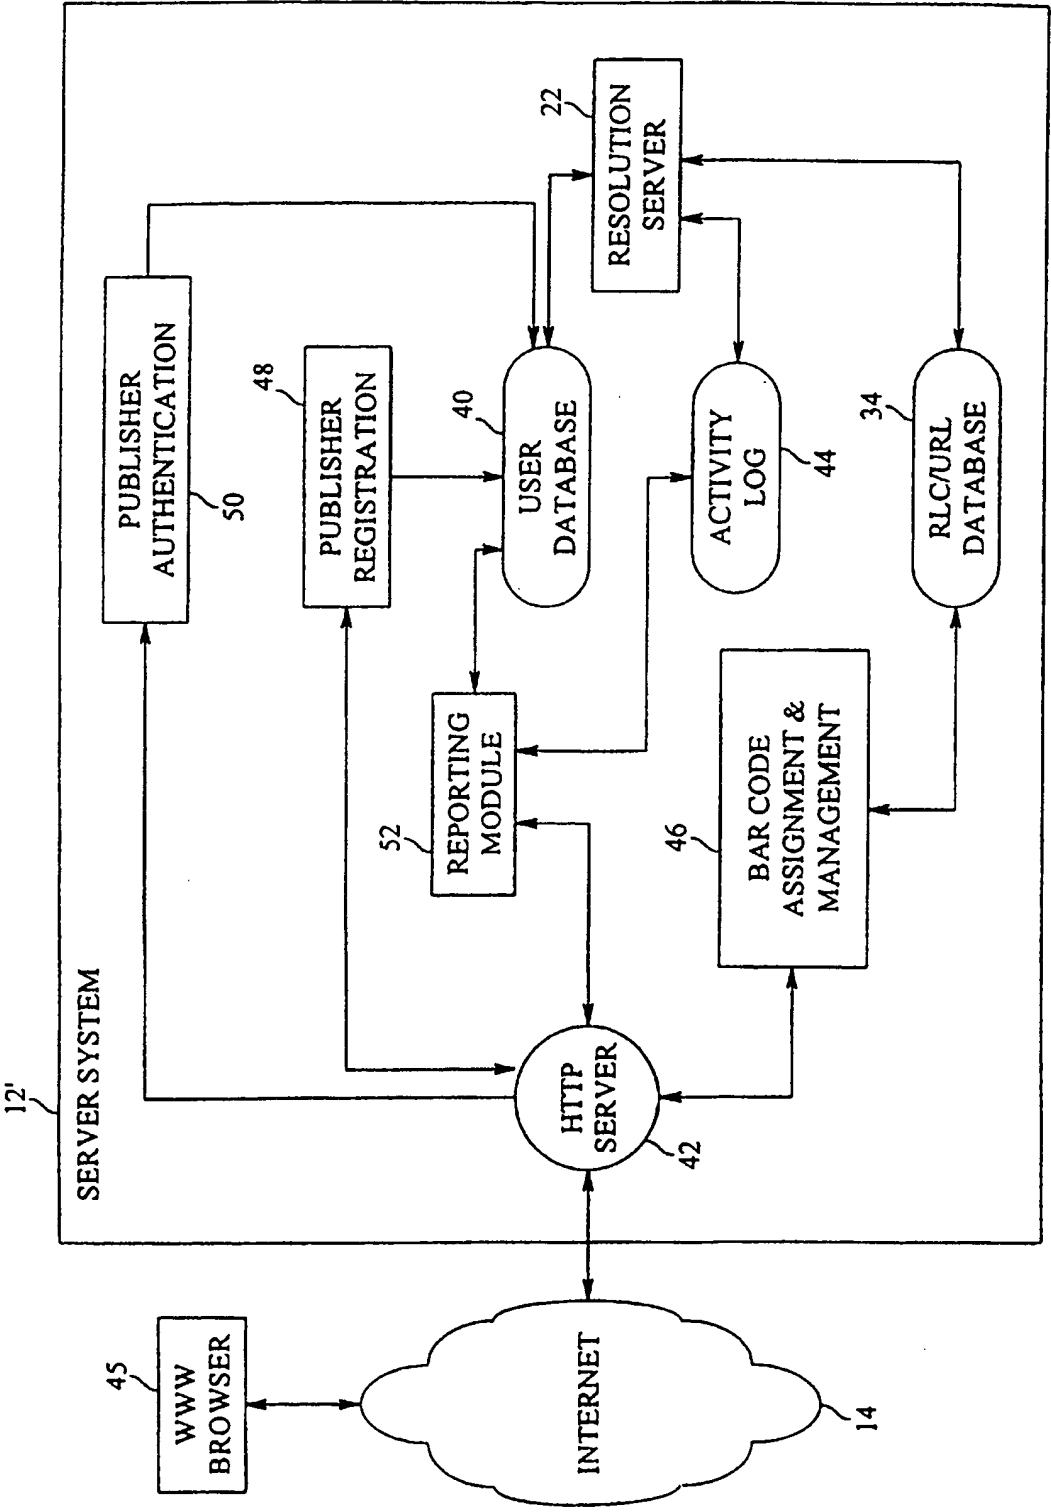 12'
SERVER SYSTEM
45
WWW
BROWSER
INTERNET
14
HTTP
SERVER
42
PUBLISHER
AUTHENTICATION
50
48
PUBLISHER
REGISTRATION
52
REPORTING
MODULE
40
USER
DATABASE
22
RESOLUTION
SERVER
ACTIVITY
LOG
44
46
BAR CODE
ASSIGNMENT &
MANAGEMENT
34
RLC/URL
DATABASE